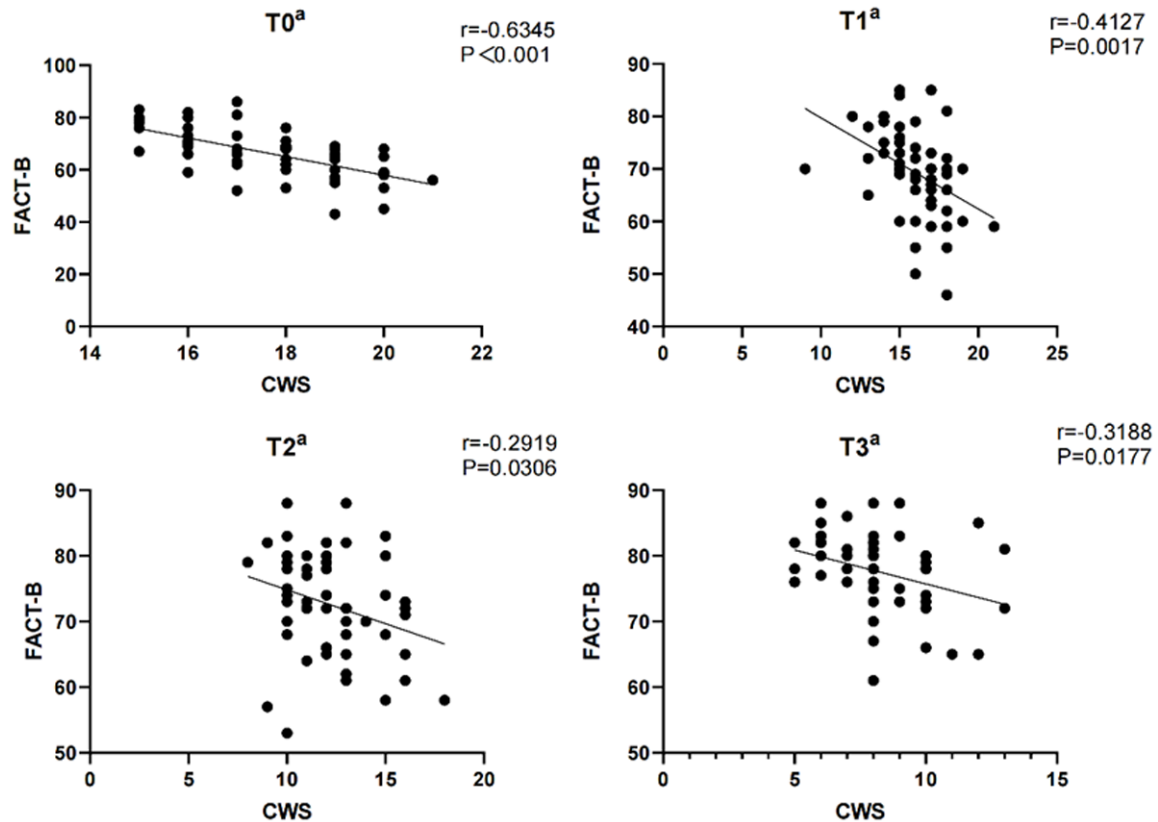 T0ᵃ
r=-0.6345
P<0.001
100
80
60
40
20
0
FACT-B
14 16 18 20 22
CWS
T1ᵃ
r=-0.4127
P=0.0017
90
80
70
60
50
40
FACT-B
0 5 10 15 20 25
CWS
T2ᵃ
r=-0.2919
P=0.0306
90
80
70
60
50
FACT-B
0 5 10 15 20
CWS
T3ᵃ
r=-0.3188
P=0.0177
90
80
70
60
50
FACT-B
0 5 10 15
CWS